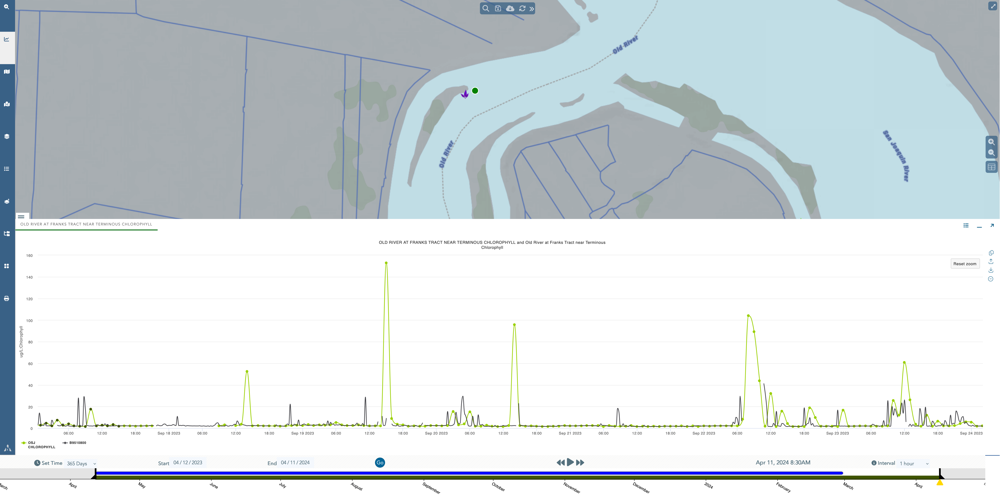 Old River
Old River
San Joaquin River
OLD RIVER AT FRANKS TRACT NEAR TERMINOUS CHLOROPHYLL
OLD RIVER AT FRANKS TRACT NEAR TERMINOUS CHLOROPHYLL and Old River at Franks Tract near Terminous
Chlorophyll
Reset zoom
ug/L:Chlorophyll
160
140
120
100
80
60
40
20
0
06:00 12:00 18:00 Sep 18 2023 06:00 12:00 18:00 Sep 19 2023 06:00 12:00 18:00 Sep 20 2023 06:00 12:00 18:00 Sep 21 2023 06:00 12:00 18:00 Sep 22 2023 06:00 12:00 18:00 Sep 23 2023 06:00 12:00 18:00 Sep 24 2023
OSJ B9510800
CHLOROPHYLL
Set Time 365 Days Start 04/12/2023 End 04/11/2024 Go Apr 11, 2024 8:30AM Interval 1 hour
arch April May June July August September October November December 2024 February March April